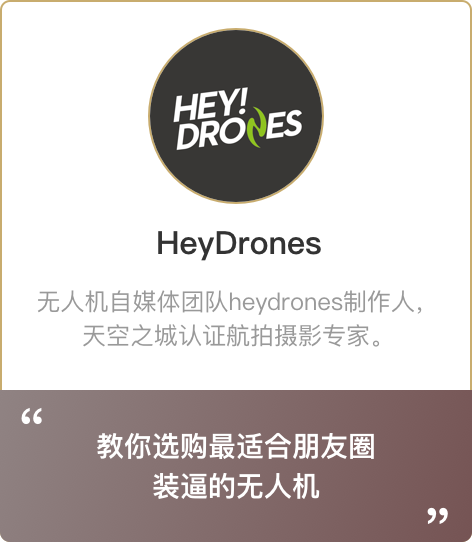 HEY!
DRONES
HeyDrones
无人机自媒体团队heydrones制作人，
天空之城认证航拍摄影专家。
“
教你选购最适合朋友圈
装逼的无人机
”